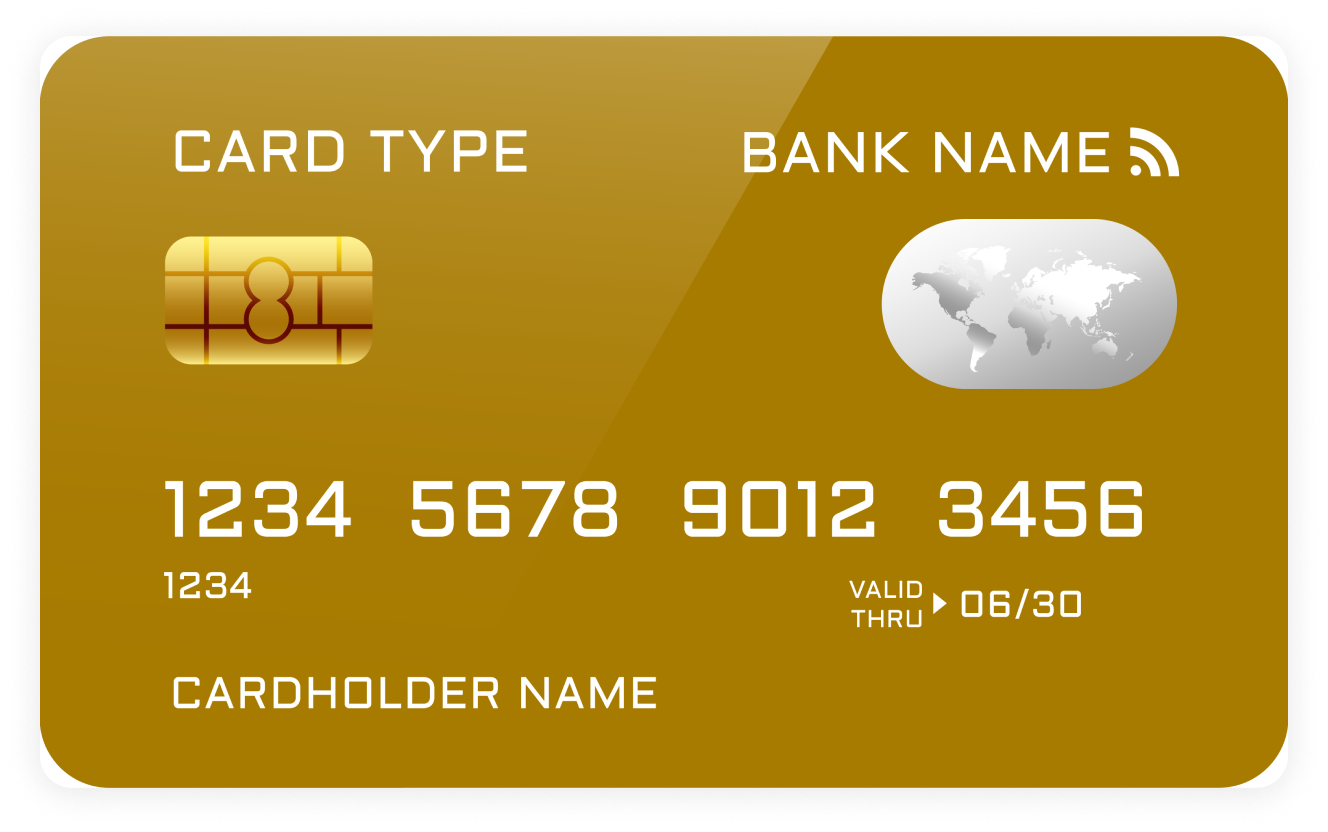 CARD TYPE
BANK NAME
1234 5678 9012 3456
1234
VALID
THRU
06/30
CARDHOLDER NAME